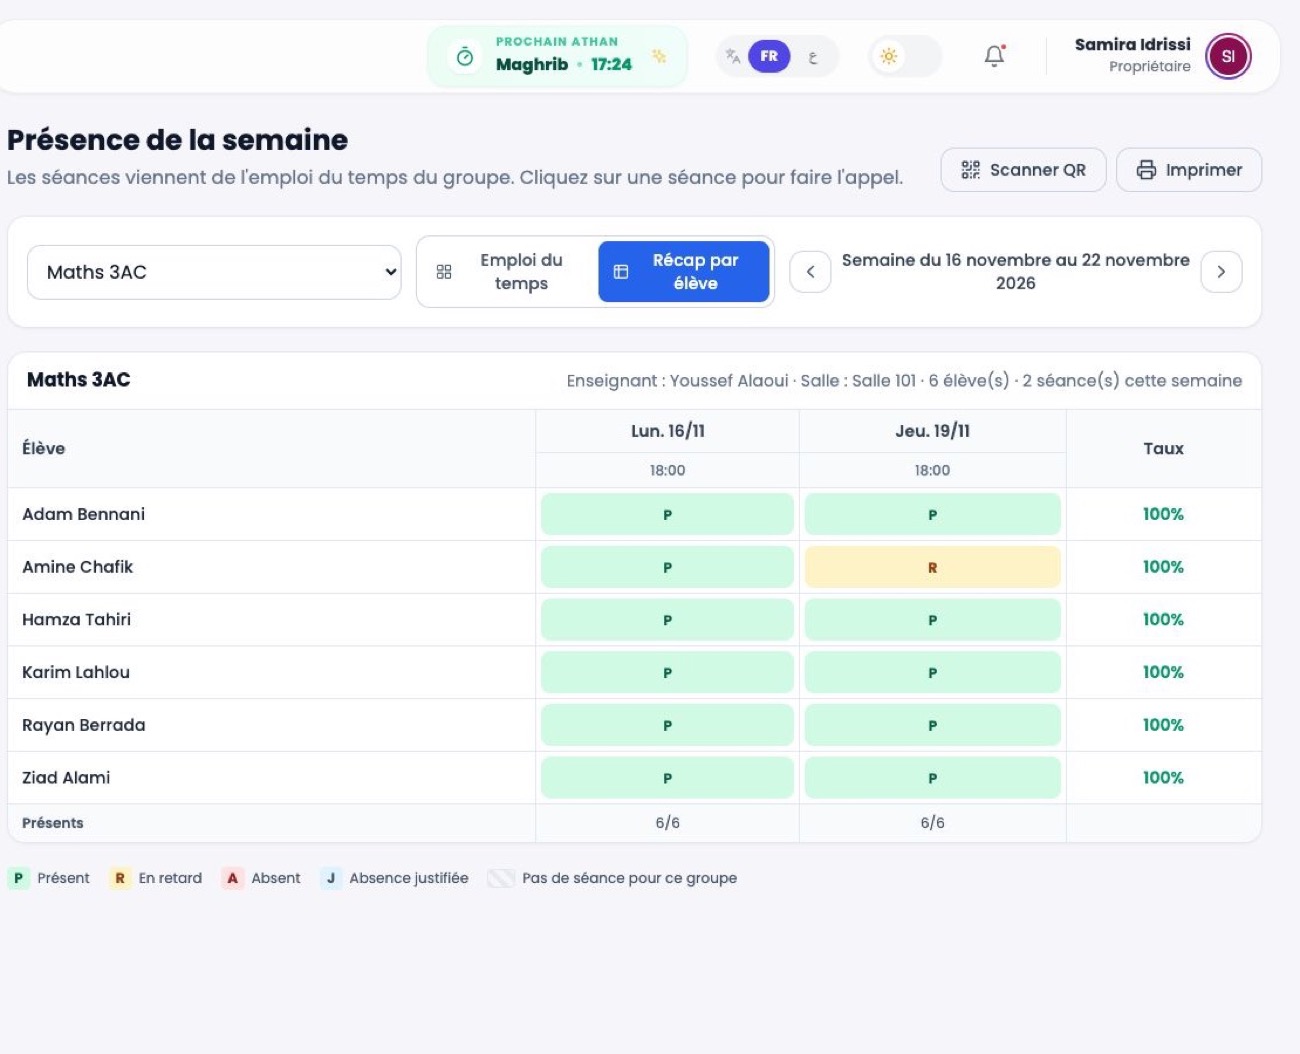 PROCHAIN ATHAN
Maghrib • 17:24
FR
ع
Samira Idrissi
Propriétaire
SI
Présence de la semaine
Les séances viennent de l'emploi du temps du groupe. Cliquez sur une séance pour faire l'appel.
Scanner QR
Imprimer
Maths 3AC
Emploi du
temps
Récap par
élève
Semaine du 16 novembre au 22 novembre
2026
Maths 3AC
Enseignant : Youssef Alaoui · Salle : Salle 101 · 6 élève(s) · 2 séance(s) cette semaine
Élève Lun. 16/11 Jeu. 19/11 Taux
18:00 18:00
Adam Bennani P P 100%
Amine Chafik P R 100%
Hamza Tahiri P P 100%
Karim Lahlou P P 100%
Rayan Berrada P P 100%
Ziad Alami P P 100%
Présents 6/6 6/6
P Présent R En retard A Absent J Absence justifiée Pas de séance pour ce groupe